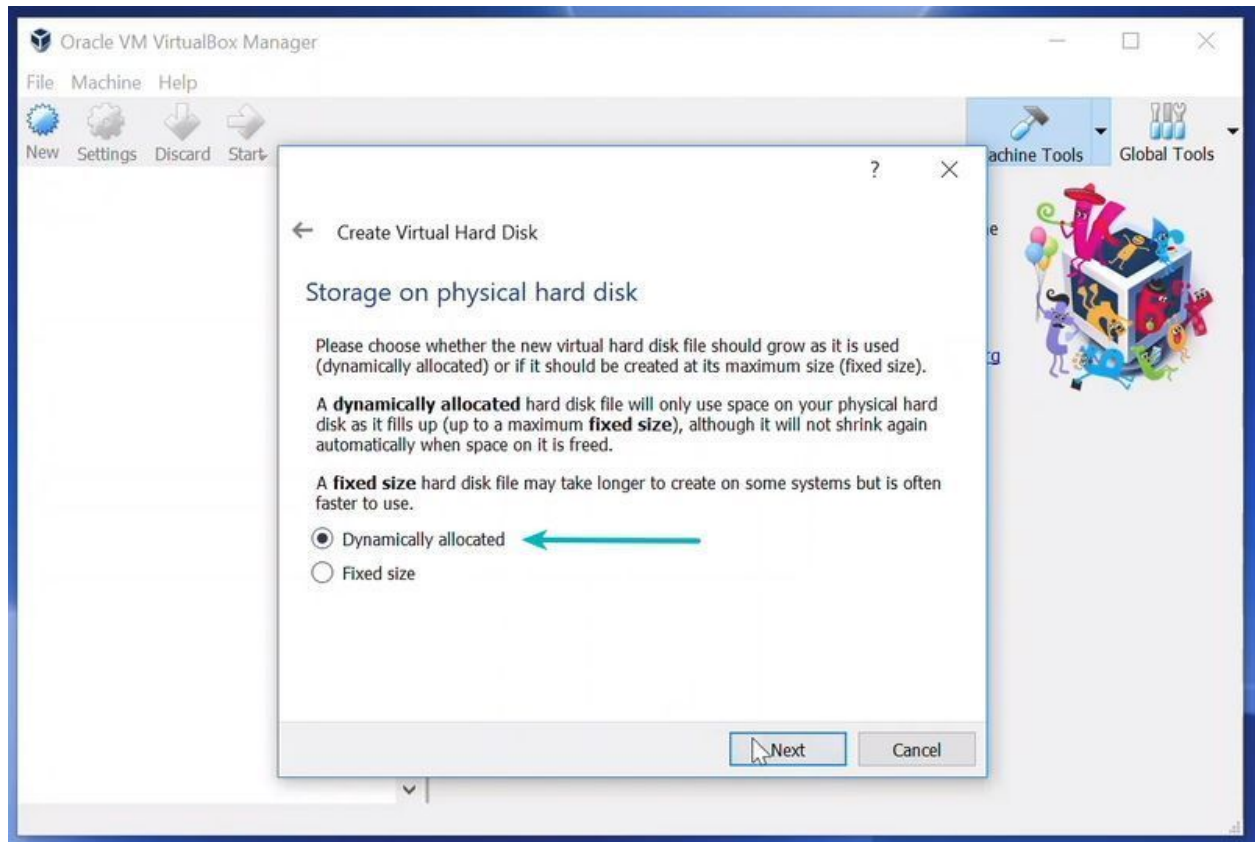 Oracle VM VirtualBox Manager
File Machine Help
New Settings Discard Start
achine Tools Global Tools
?
e
Create Virtual Hard Disk
Storage on physical hard disk
rg
Please choose whether the new virtual hard disk file should grow as it is used
(dynamically allocated) or if it should be created at its maximum size (fixed size).
A dynamically allocated hard disk file will only use space on your physical hard
disk as it fills up (up to a maximum fixed size), although it will not shrink again
automatically when space on it is freed.
A fixed size hard disk file may take longer to create on some systems but is often
faster to use.
Dynamically allocated
Fixed size
Next Cancel